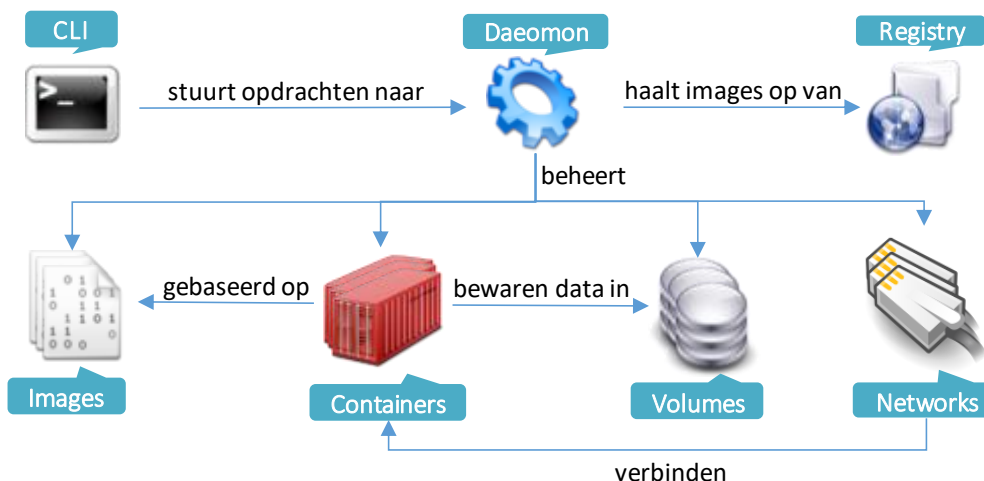 CLI
Daeomon
Registry
>_
stuurt opdrachten naar
haalt images op van
beheert
gebaseerd op
bewaren data in
Images
Containers
Volumes
Networks
verbinden